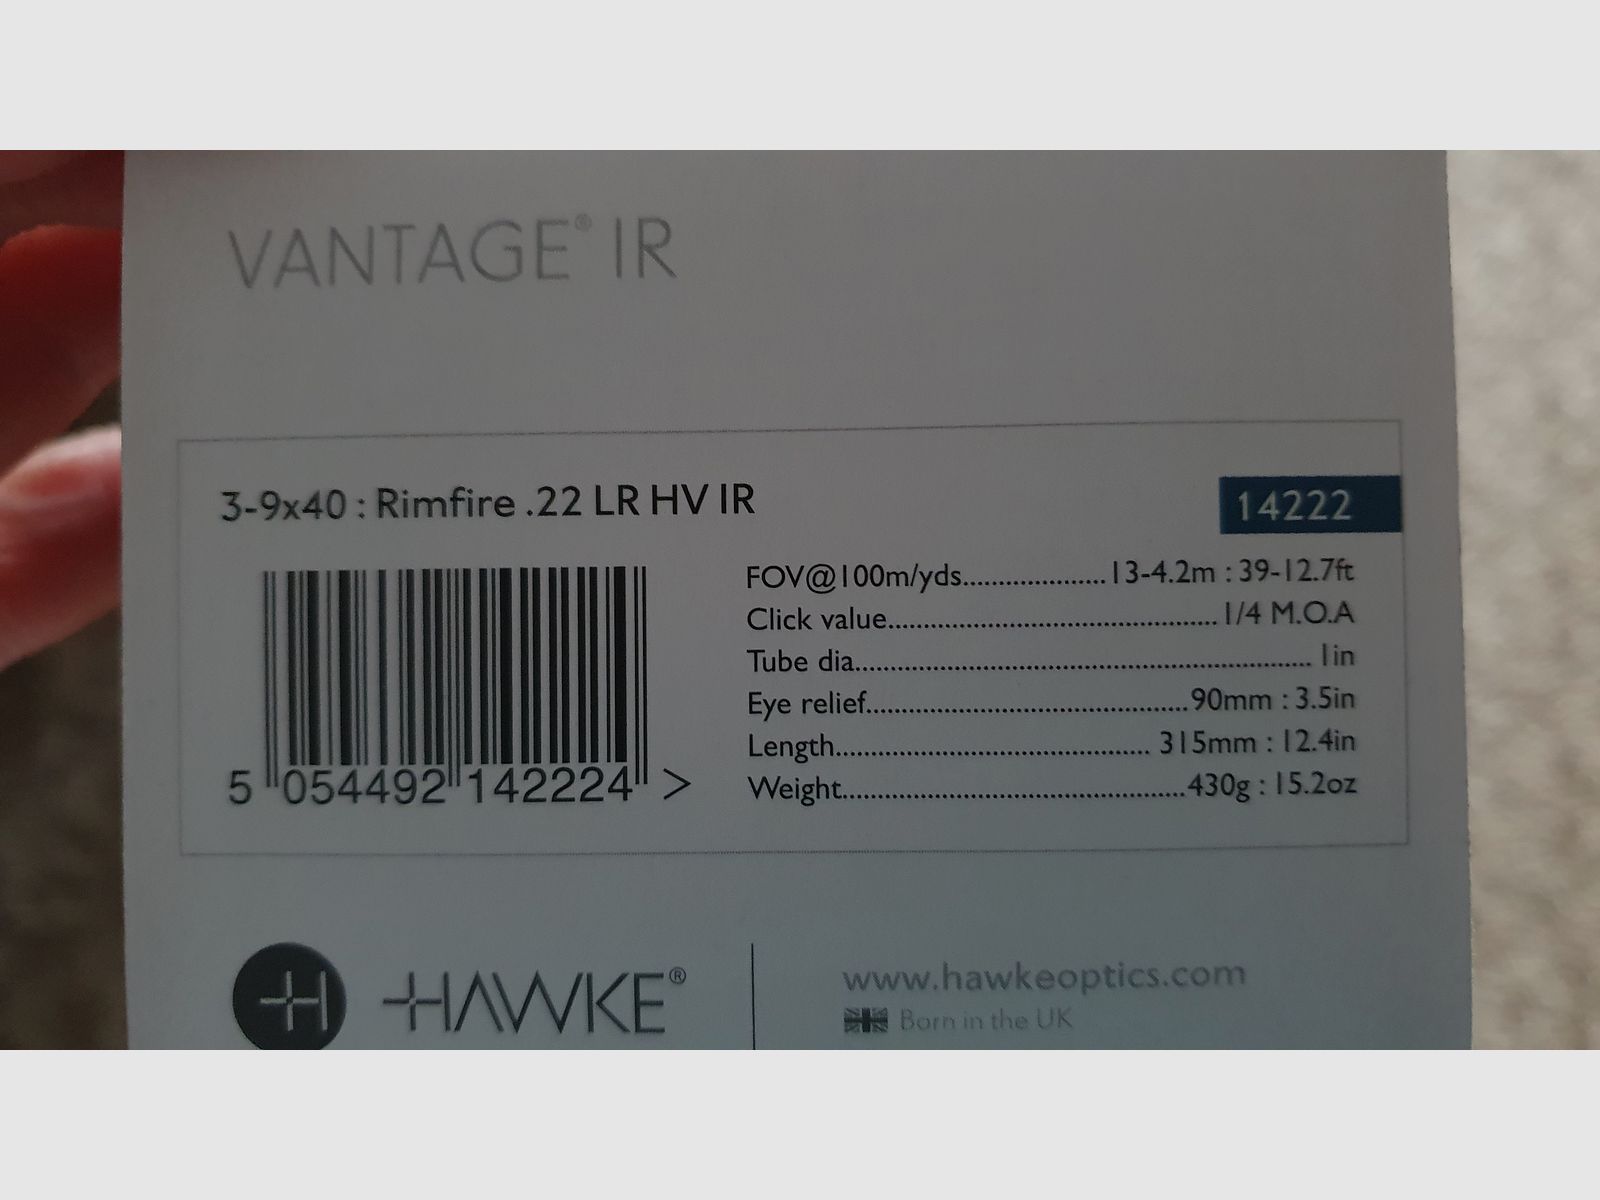 VANTAGE® IR
3-9x40 : Rimfire .22 LR HV IR
14222
FOV@100m/yds....................13-4.2m : 39-12.7ft
Click value.............................................1/4 M.O.A
Tube dia............................................................... 1in
Eye relief............................................90mm : 3.5in
Length........................................... 315mm : 12.4in
Weight...............................................430g : 15.2oz
5 054492 142224 >
H HAWKE®
www.hawkeoptics.com
Born in the UK